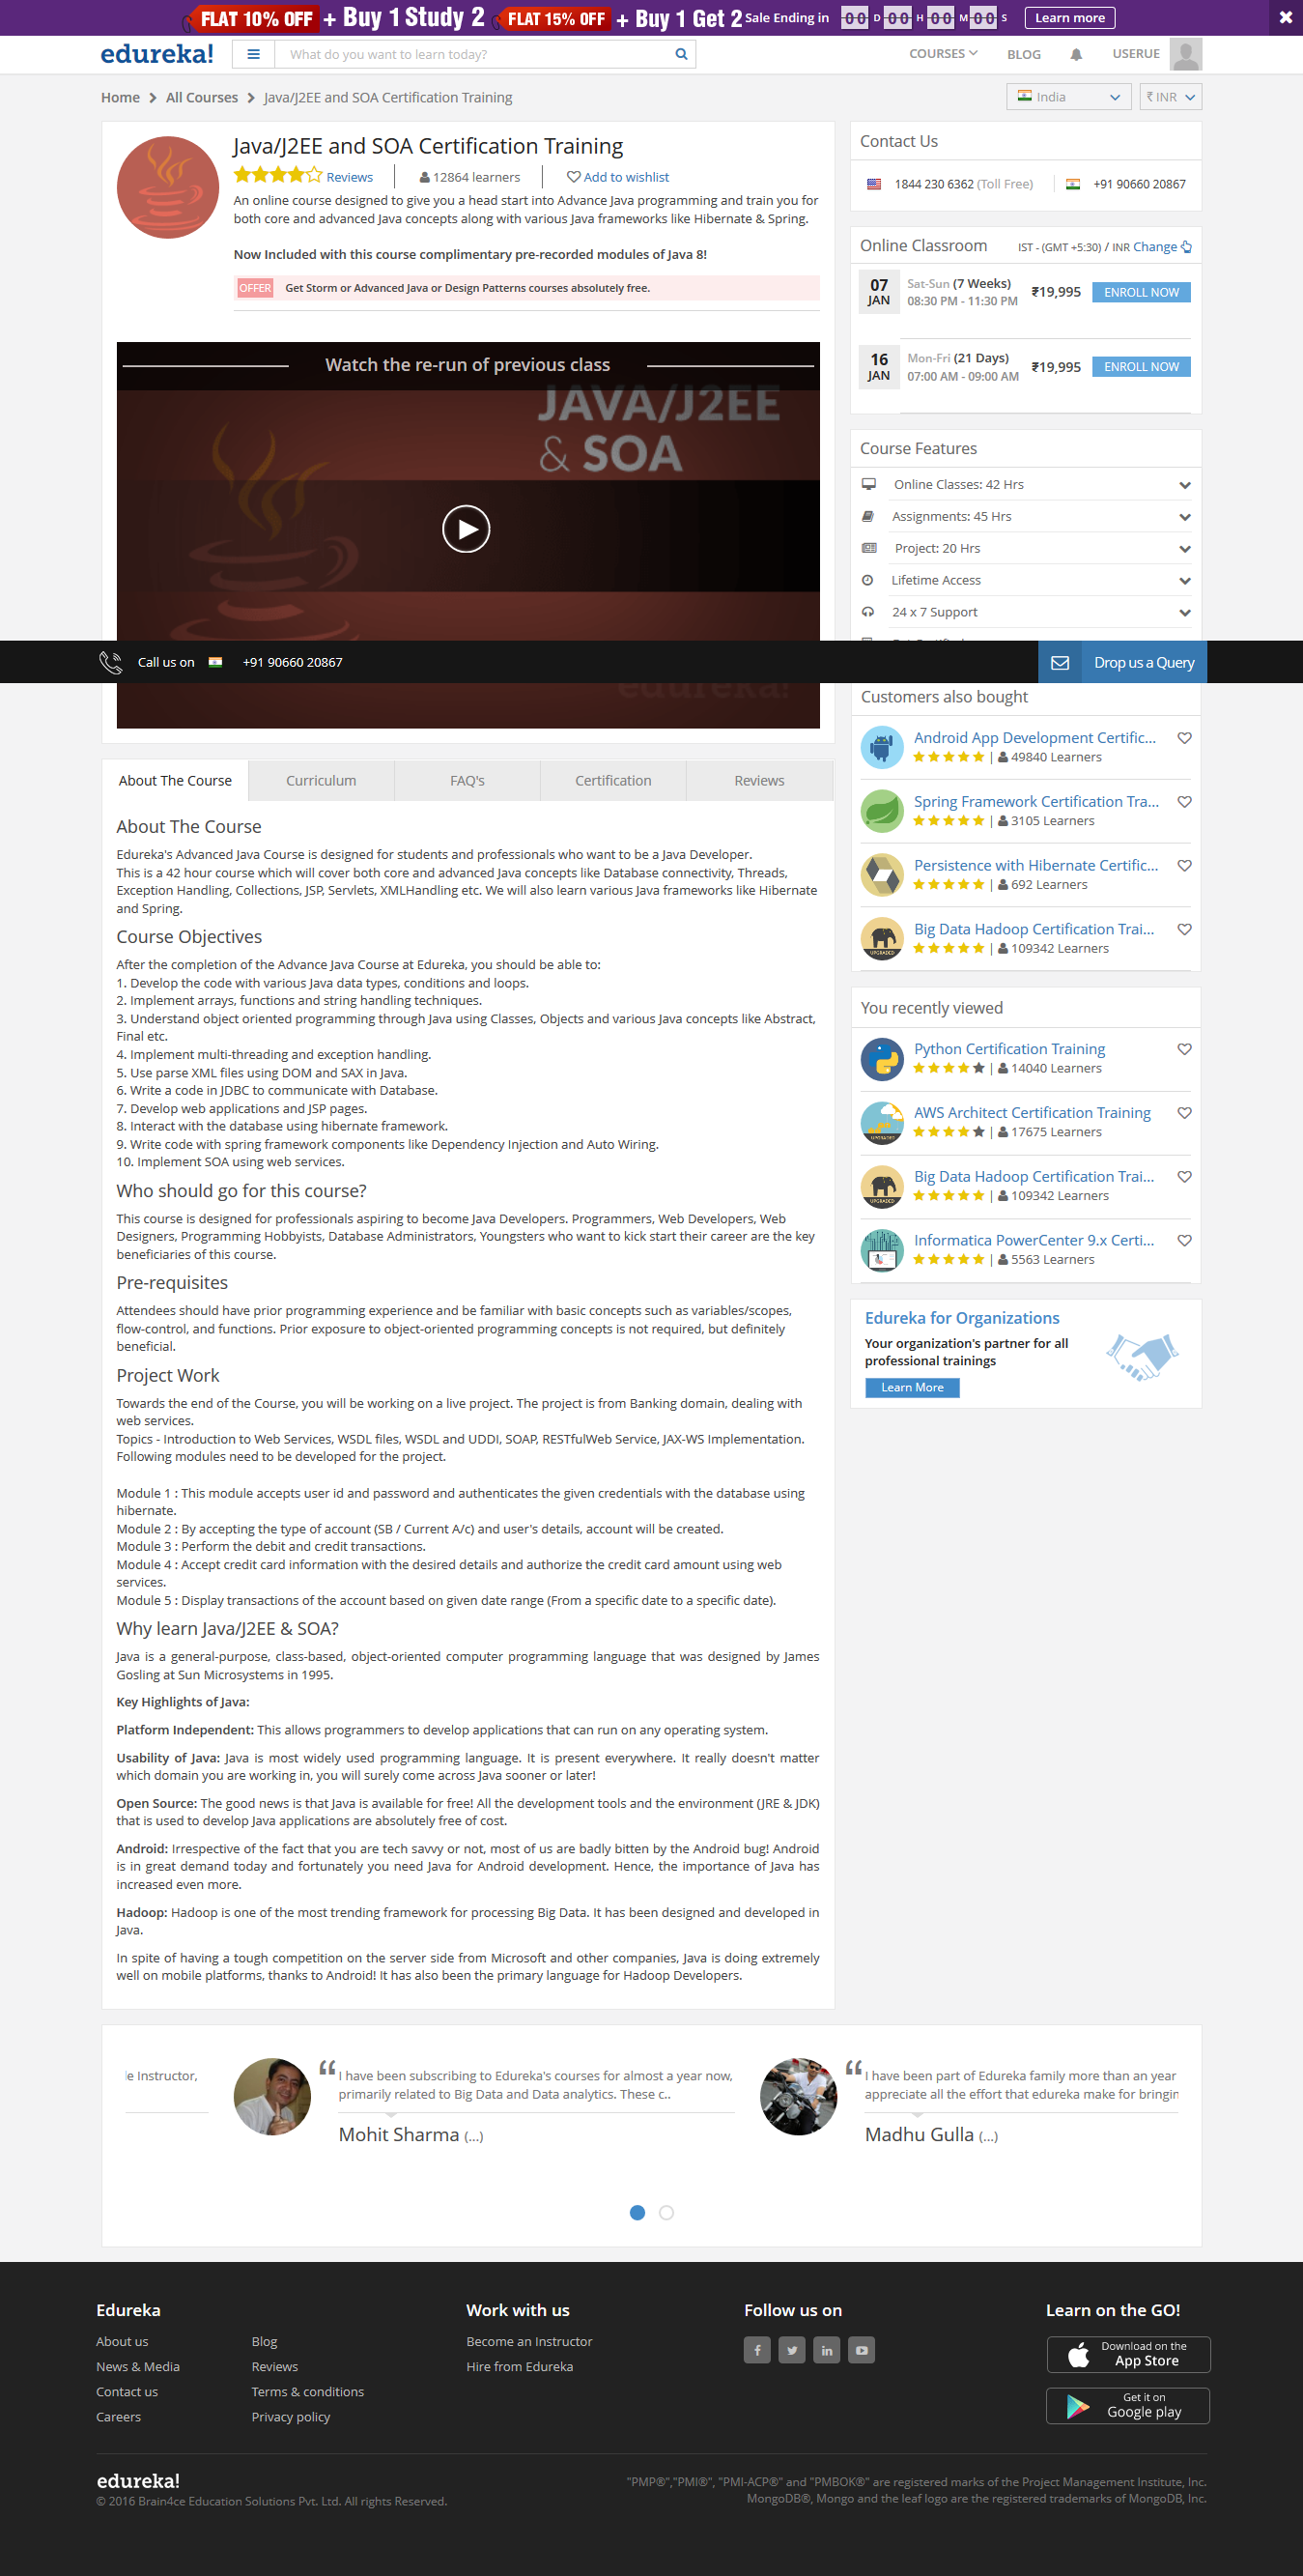 FLAT 10% OFF + Buy 1 Study 2 FLAT 15% OFF + Buy 1 Get 2 Sale Ending in 00 D 00 H 00 M 00 S Learn more
edureka! What do you want to learn today? COURSES BLOG USERUE
Home All Courses Java/J2EE and SOA Certification Training India ₹ INR
Java/J2EE and SOA Certification Training
Reviews 12864 learners Add to wishlist
An online course designed to give you a head start into Advance Java programming and train you for
both core and advanced Java concepts along with various Java frameworks like Hibernate & Spring.
Now Included with this course complimentary pre-recorded modules of Java 8!
OFFER Get Storm or Advanced Java or Design Patterns courses absolutely free.
Watch the re-run of previous class
JAVA/J2EE
& SOA
Contact Us
1844 230 6362 (Toll Free) +91 90660 20867
Online Classroom IST - (GMT +5:30) / INR Change
07 JAN Sat-Sun (7 Weeks) ₹19,995 ENROLL NOW
08:30 PM - 11:30 PM
16 JAN Mon-Fri (21 Days) ₹19,995 ENROLL NOW
07:00 AM - 09:00 AM
Course Features
Online Classes: 42 Hrs
Assignments: 45 Hrs
Project: 20 Hrs
Lifetime Access
24 x 7 Support
Call us on +91 90660 20867 Drop us a Query
edureka!
Customers also bought
Android App Development Certific...
| 49840 Learners
Spring Framework Certification Tra...
| 3105 Learners
Persistence with Hibernate Certific...
| 692 Learners
Big Data Hadoop Certification Trai...
UPGRADED | 109342 Learners
You recently viewed
Python Certification Training
| 14040 Learners
AWS Architect Certification Training
UPGRADED | 17675 Learners
Big Data Hadoop Certification Trai...
UPGRADED | 109342 Learners
Informatica PowerCenter 9.x Certi...
| 5563 Learners
Edureka for Organizations
Your organization's partner for all
professional trainings
Learn More
About The Course Curriculum FAQ's Certification Reviews
About The Course
Edureka's Advanced Java Course is designed for students and professionals who want to be a Java Developer.
This is a 42 hour course which will cover both core and advanced Java concepts like Database connectivity, Threads,
Exception Handling, Collections, JSP, Servlets, XMLHandling etc. We will also learn various Java frameworks like Hibernate
and Spring.
Course Objectives
After the completion of the Advance Java Course at Edureka, you should be able to:
1. Develop the code with various Java data types, conditions and loops.
2. Implement arrays, functions and string handling techniques.
3. Understand object oriented programming through Java using Classes, Objects and various Java concepts like Abstract,
Final etc.
4. Implement multi-threading and exception handling.
5. Use parse XML files using DOM and SAX in Java.
6. Write a code in JDBC to communicate with Database.
7. Develop web applications and JSP pages.
8. Interact with the database using hibernate framework.
9. Write code with spring framework components like Dependency Injection and Auto Wiring.
10. Implement SOA using web services.
Who should go for this course?
This course is designed for professionals aspiring to become Java Developers. Programmers, Web Developers, Web
Designers, Programming Hobbyists, Database Administrators, Youngsters who want to kick start their career are the key
beneficiaries of this course.
Pre-requisites
Attendees should have prior programming experience and be familiar with basic concepts such as variables/scopes,
flow-control, and functions. Prior exposure to object-oriented programming concepts is not required, but definitely
beneficial.
Project Work
Towards the end of the Course, you will be working on a live project. The project is from Banking domain, dealing with
web services.
Topics - Introduction to Web Services, WSDL files, WSDL and UDDI, SOAP, RESTfulWeb Service, JAX-WS Implementation.
Following modules need to be developed for the project.
Module 1 : This module accepts user id and password and authenticates the given credentials with the database using
hibernate.
Module 2 : By accepting the type of account (SB / Current A/c) and user's details, account will be created.
Module 3 : Perform the debit and credit transactions.
Module 4 : Accept credit card information with the desired details and authorize the credit card amount using web
services.
Module 5 : Display transactions of the account based on given date range (From a specific date to a specific date).
Why learn Java/J2EE & SOA?
Java is a general-purpose, class-based, object-oriented computer programming language that was designed by James
Gosling at Sun Microsystems in 1995.
Key Highlights of Java:
Platform Independent: This allows programmers to develop applications that can run on any operating system.
Usability of Java: Java is most widely used programming language. It is present everywhere. It really doesn't matter
which domain you are working in, you will surely come across Java sooner or later!
Open Source: The good news is that Java is available for free! All the development tools and the environment (JRE & JDK)
that is used to develop Java applications are absolutely free of cost.
Android: Irrespective of the fact that you are tech savvy or not, most of us are badly bitten by the Android bug! Android
is in great demand today and fortunately you need Java for Android development. Hence, the importance of Java has
increased even more.
Hadoop: Hadoop is one of the most trending framework for processing Big Data. It has been designed and developed in
Java.
In spite of having a tough competition on the server side from Microsoft and other companies, Java is doing extremely
well on mobile platforms, thanks to Android! It has also been the primary language for Hadoop Developers.
le Instructor,
“ I have been subscribing to Edureka's courses for almost a year now,
primarily related to Big Data and Data analytics. These c..
Mohit Sharma (...)
“ I have been part of Edureka family more than an year
appreciate all the effort that edureka make for bringin
Madhu Gulla (...)
Edureka Work with us Follow us on Learn on the GO!
About us Blog Become an Instructor
News & Media Reviews Hire from Edureka
Contact us Terms & conditions
Careers Privacy policy
Download on the
App Store
Get it on
Google play
edureka!
© 2016 Brain4ce Education Solutions Pvt. Ltd. All rights Reserved.
"PMP®","PMI®", "PMI-ACP®" and "PMBOK®" are registered marks of the Project Management Institute, Inc.
MongoDB®, Mongo and the leaf logo are the registered trademarks of MongoDB, Inc.